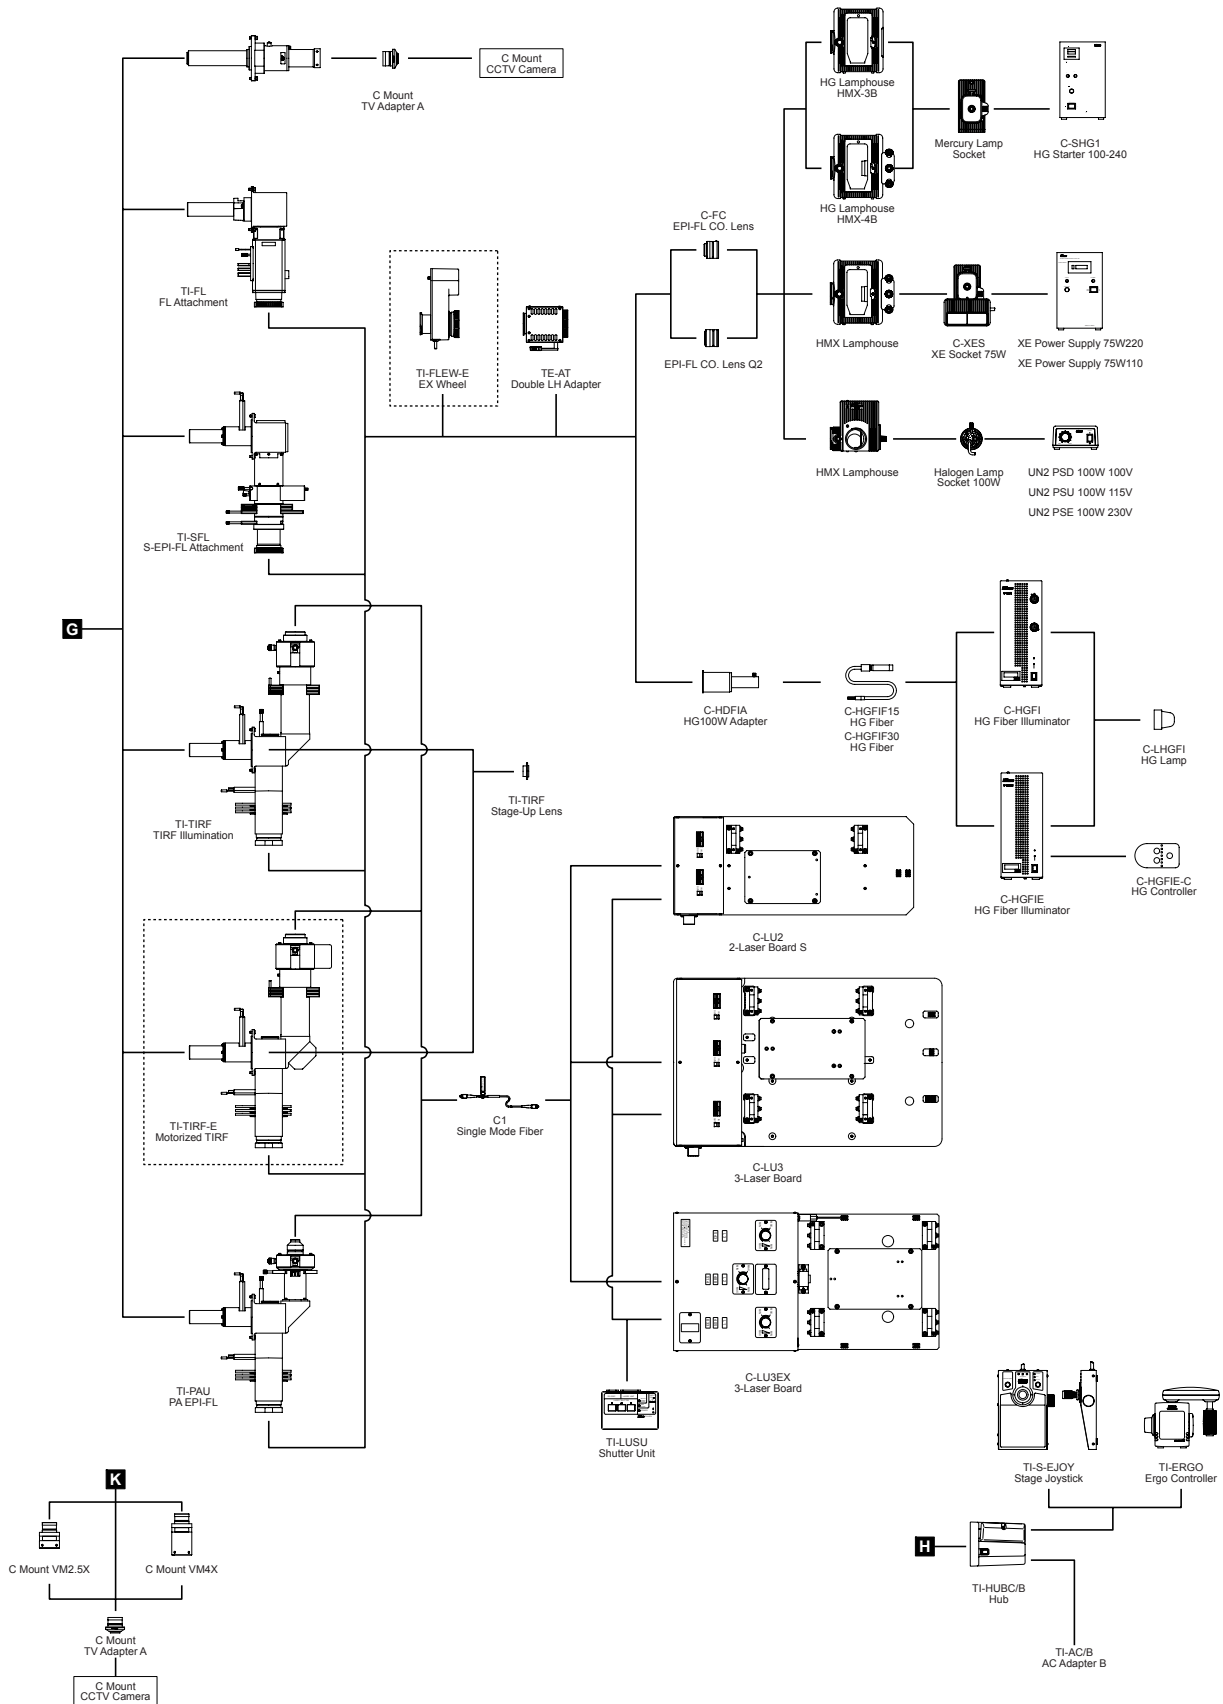 C Mount
CCTV Camera
C Mount
TV Adapter A
HG Lamphouse
HMX-3B
Mercury Lamp
Socket
C-SHG1
HG Starter 100-240
HG Lamphouse
HMX-4B
C-FC
EPI-FL CO. Lens
TI-FL
FL Attachment
TI-FLEW-E
EX Wheel
TE-AT
Double LH Adapter
EPI-FL CO. Lens Q2
HMX Lamphouse
C-XES
XE Socket 75W
XE Power Supply 75W220
XE Power Supply 75W110
HMX Lamphouse
Halogen Lamp
Socket 100W
UN2 PSD 100W 100V
UN2 PSU 100W 115V
UN2 PSE 100W 230V
TI-SFL
S-EPI-FL Attachment
G
C-HDFIA
HG100W Adapter
C-HGFIF15
HG Fiber
C-HGFIF30
HG Fiber
C-HGFI
HG Fiber Illuminator
C-LHGFI
HG Lamp
TI-TIRF
Stage-Up Lens
TI-TIRF
TIRF Illumination
C-HGFIE-C
HG Controller
C-HGFIE
HG Fiber Illuminator
C-LU2
2-Laser Board S
TI-TIRF-E
Motorized TIRF
C1
Single Mode Fiber
C-LU3
3-Laser Board
TI-PAU
PA EPI-FL
C-LU3EX
3-Laser Board
TI-LUSU
Shutter Unit
TI-S-EJOY
Stage Joystick
TI-ERGO
Ergo Controller
K
C Mount VM2.5X
C Mount VM4X
H
TI-HUBC/B
Hub
C Mount
TV Adapter A
TI-AC/B
AC Adapter B
C Mount
CCTV Camera